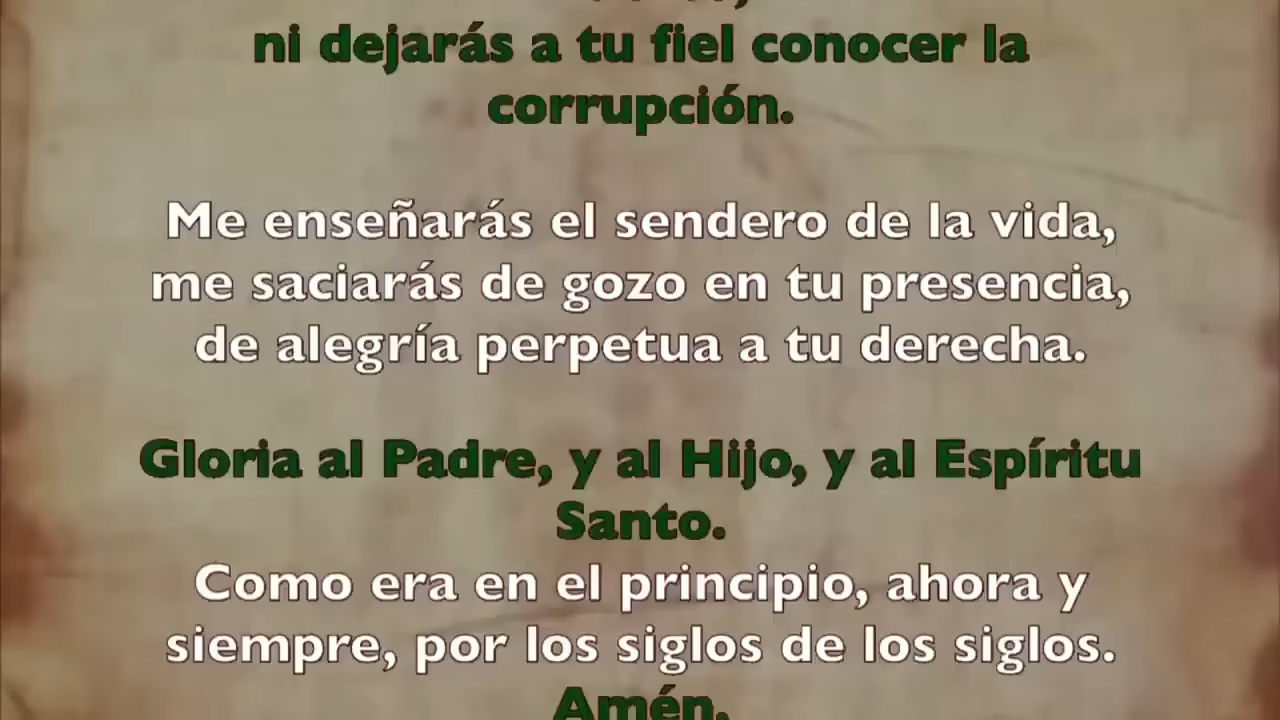 ni dejarás a tu fiel conocer la
corrupción.
Me enseñarás el sendero de la vida,
me saciarás de gozo en tu presencia,
de alegría perpetua a tu derecha.
Gloria al Padre, y al Hijo, y al Espíritu
Santo.
Como era en el principio, ahora y
siempre, por los siglos de los siglos.
Amén.